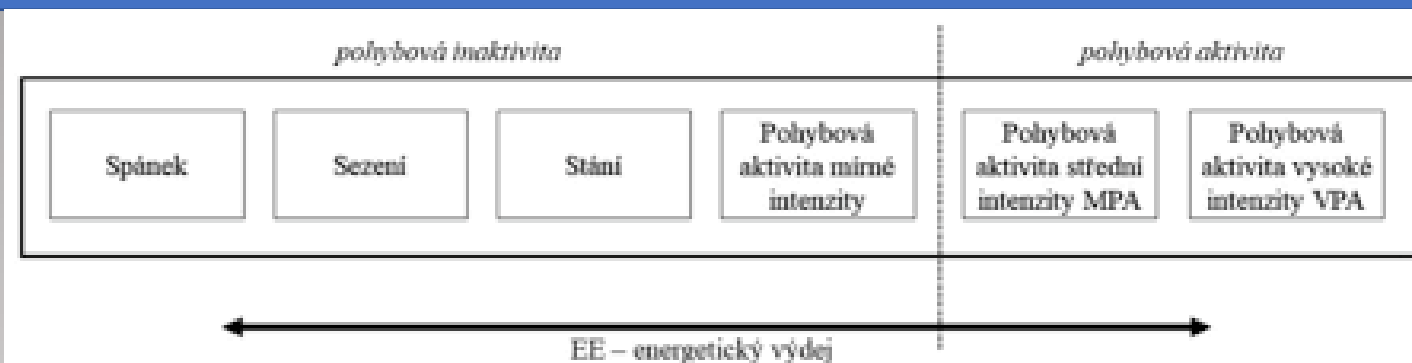 pohybová inaktivita
pohybová aktivita
Spánek
Sezení
Stání
Pohybová
aktivita mírné
intenzity
Pohybová
aktivita střední
intenzity MPA
Pohybová
aktivita vysoké
intenzity VPA
EE – energetický výdej